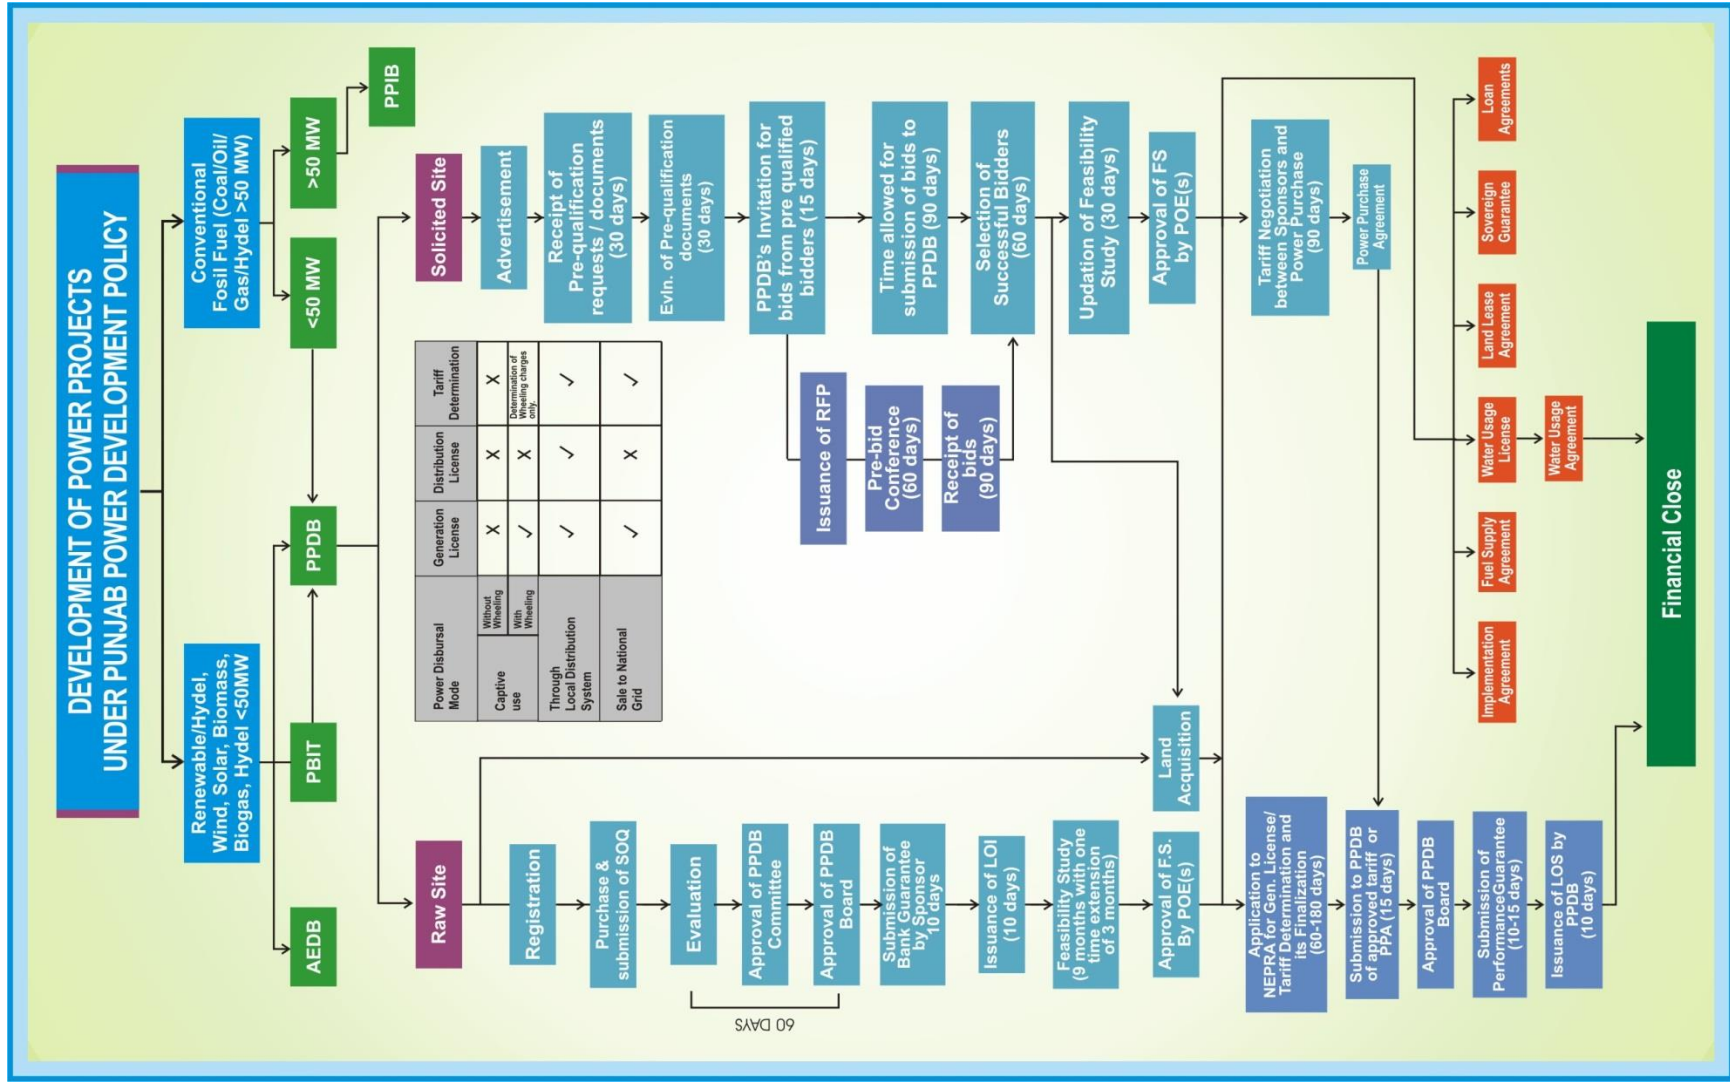 DEVELOPMENT OF POWER PROJECTS
UNDER PUNJAB POWER DEVELOPMENT POLICY
Renewable/Hydel,
Wind, Solar, Biomass,
Biogas, Hydel <50MW
Conventional
Fosil Fuel (Coal/Oil/
Gas/Hydel >50 MW)
AEDB
PBIT
PPDB
<50 MW
>50 MW
PPIB
Raw Site
Registration
Purchase &
submission of SOQ
Evaluation
Approval of PPDB
Committee
Approval of PPDB
Board
60 DAYS
Submission of
Bank Guarantee
by Sponsor
10 days
Issuance of LOI
(10 days)
Feasibility Study
(9 months with one
time extension
of 3 months)
Approval of F.S.
By POE(s)
Land
Acquisition
Power Disbursal
Mode
Generation
License
Distribution
License
Tariff
Determination
Captive
use
Without
Wheeling
X
X
X
With
Wheeling
✓
X
Determination of
Wheeling charges
only.
Through
Local Distribution
System
✓
✓
✓
Sale to National
Grid
✓
X
✓
Solicited Site
Advertisement
Receipt of
Pre-qualification
requests / documents
(30 days)
Evln. of Pre-qualification
documents
(30 days)
PPDB's Invitation for
bids from pre qualified
bidders (15 days)
Issuance of RFP
Pre-bid
Conference
(60 days)
Receipt of
bids
(90 days)
Time allowed for
submission of bids to
PPDB (90 days)
Selection of
Successful Bidders
(60 days)
Updation of Feasibility
Study (30 days)
Approval of FS
by POE(s)
Tariff Negotiation
between Sponsors and
Power Purchase
(90 days)
Power Purchase
Agreement
Application to
NEPRA for Gen. License/
Tariff Determination and
its Finalization
(60-180 days)
Submission to PPDB
of approved tariff or
PPA (15 days)
Approval of PPDB
Board
Submission of
PerformanceGuarantee
(10-15 days)
Issuance of LOS by
PPDB
(10 days)
Implementation
Agreement
Fuel Supply
Agreement
Water Usage
License
Land Lease
Agreement
Sovereign
Guarantee
Loan
Agreements
Water Usage
Agreement
Financial Close